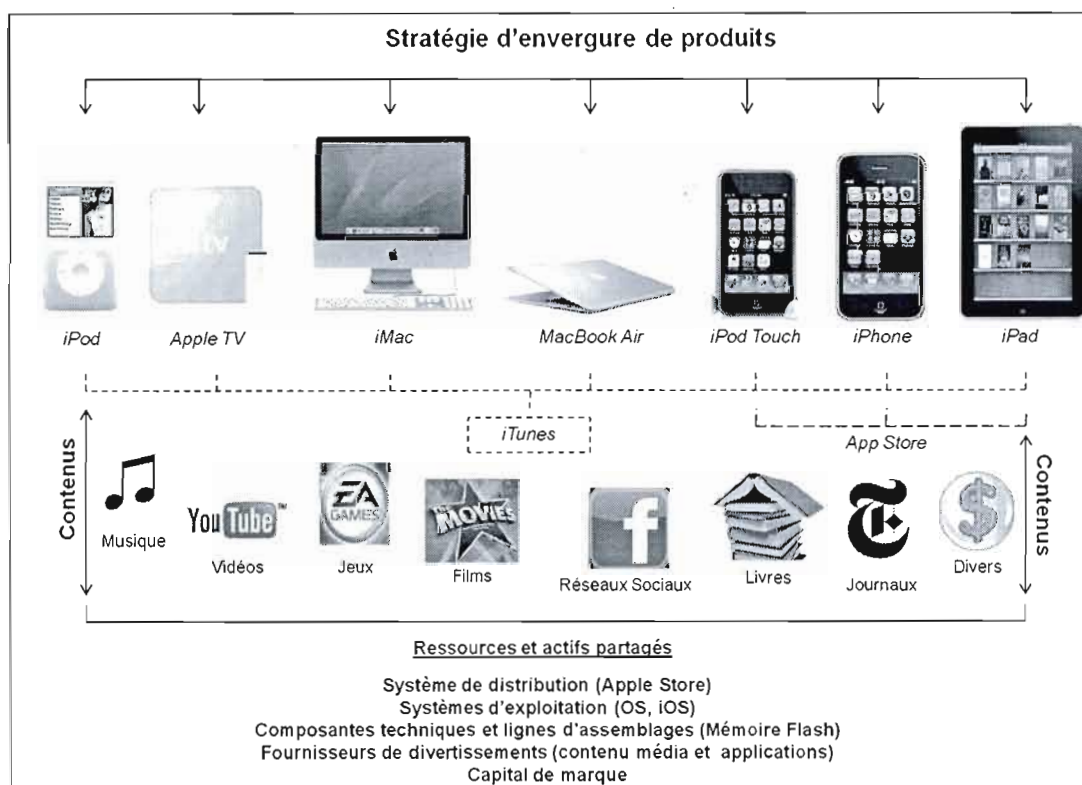 Stratégie d'envergure de produits
tv
iPod
Apple TV
iMac
MacBook Air
iPod Touch
iPhone
iPad
iTunes
App Store
Contenus
Contenus
EA
GAMES
YouTube™
MOVIES
f
T
$
Musique
Vidéos
Jeux
Films
Réseaux Sociaux
Livres
Journaux
Divers
Ressources et actifs partagés
Système de distribution (Apple Store)
Systèmes d'exploitation (OS, iOS)
Composantes techniques et lignes d'assemblages (Mémoire Flash)
Fournisseurs de divertissements (contenu média et applications)
Capital de marque